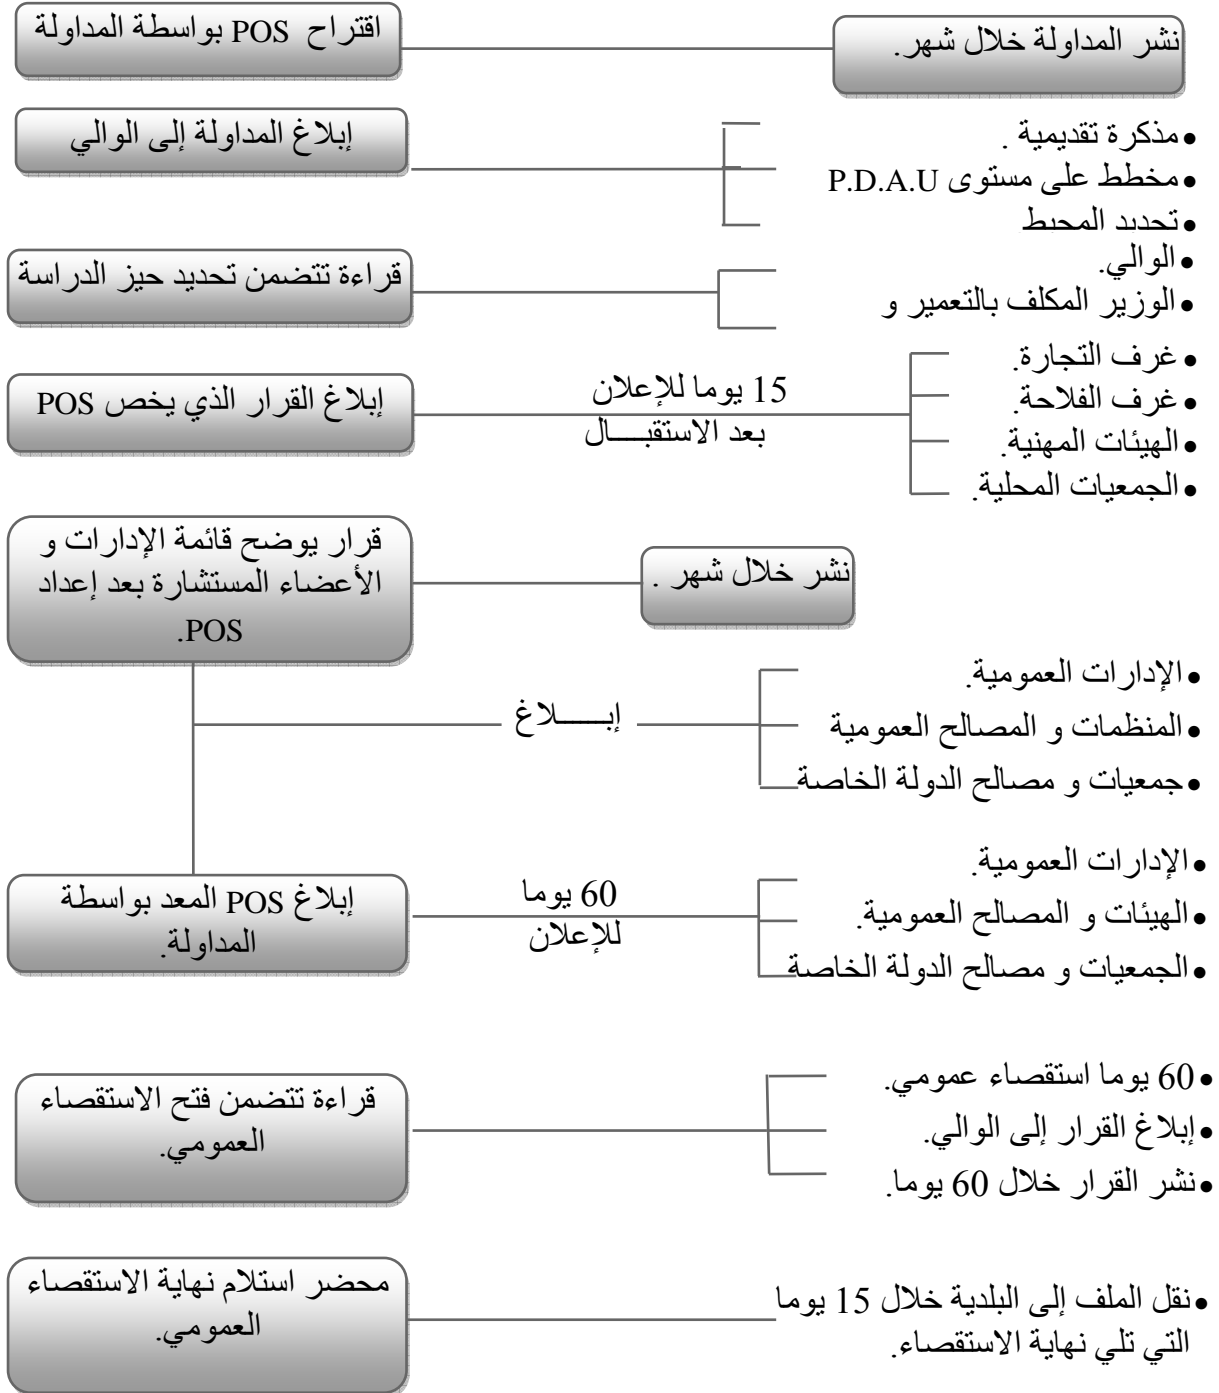 نشر المداولة خلال شهر.
اقتراح POS بواسطة المداولة
إبلاغ المداولة إلى الوالي
• مذكرة تقديمية .
• مخطط على مستوى P.D.A.U
• تحديد المحيط
قراءة تتضمن تحديد حيز الدراسة
• الوالي.
• الوزير المكلف بالتعمير و
إبلاغ القرار الذي يخص POS
15 يوما للإعلان
بعد الاستقبــــال
• غرف التجارة.
• غرف الفلاحة.
• الهيئات المهنية.
• الجمعيات المحلية.
قرار يوضح قائمة الإدارات و
الأعضاء المستشارة بعد إعداد
POS.
نشر خلال شهر .
إبـــــلاغ
• الإدارات العمومية.
• المنظمات و المصالح العمومية
• جمعيات و مصالح الدولة الخاصة
إبلاغ POS المعد بواسطة
المداولة.
60 يوما
للإعلان
• الإدارات العمومية.
• الهيئات و المصالح العمومية.
• الجمعيات و مصالح الدولة الخاصة
قراءة تتضمن فتح الاستقصاء
العمومي.
• 60 يوما استقصاء عمومي.
• إبلاغ القرار إلى الوالي.
• نشر القرار خلال 60 يوما.
محضر استلام نهاية الاستقصاء
العمومي.
• نقل الملف إلى البلدية خلال 15 يوما
التي تلي نهاية الاستقصاء.